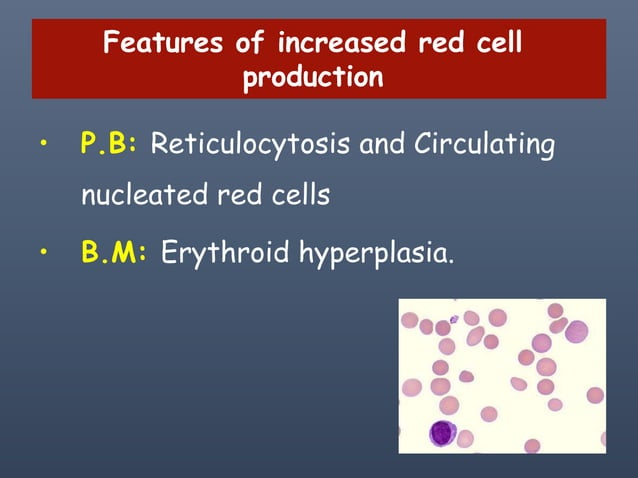 Features of increased red cell
production
• P.B: Reticulocytosis and Circulating
nucleated red cells
• B.M: Erythroid hyperplasia.